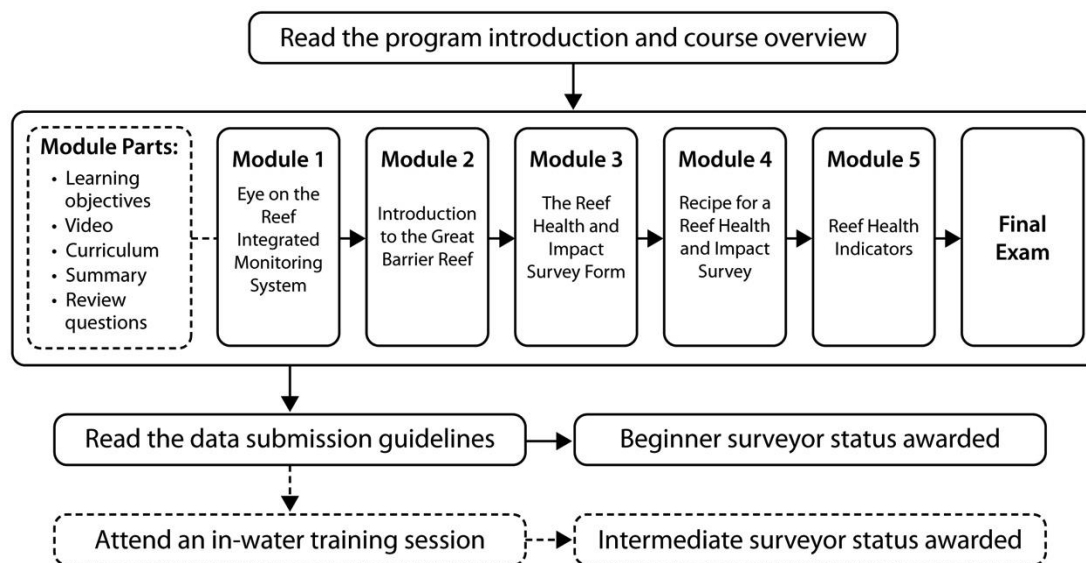 Read the program introduction and course overview
Module Parts:
• Learning
objectives
• Video
• Curriculum
• Summary
• Review
questions
Module 1
Eye on the
Reef
Integrated
Monitoring
System
Module 2
Introduction
to the Great
Barrier Reef
Module 3
The Reef
Health and
Impact
Survey Form
Module 4
Recipe for a
Reef Health
and Impact
Survey
Module 5
Reef Health
Indicators
Final
Exam
Read the data submission guidelines
Beginner surveyor status awarded
Attend an in-water training session
Intermediate surveyor status awarded